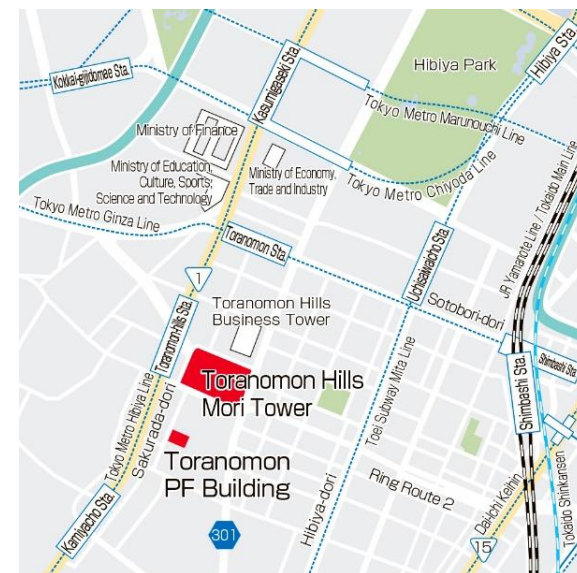 Hibiya Sta.
Hibiya Park
Kasumigaseki Sta.
Kokkai-gijidomae Sta.
Tokyo Metro Marunouchi Line
Ministry of Finance
Ministry of Education,
Culture, Sports,
Science and Technology
Ministry of Economy,
Trade and Industry
Tokyo Metro Chiyoda Line
Tokyo Metro Ginza Line
Toranomon Sta.
JR Yamanote Line / Tokaido Main Line
Uchisaiwaicho Sta.
1
Sotobori-dori
Toranomon Hills
Business Tower
Toranomon-hills Sta.
Shimbashi Sta.
Shimbashi Sta.
Toranomon Hills
Mori Tower
Tokyo Metro Hibiya Line
Sakurada-dori
Toei Subway Mita Line
Toranomon
PF Building
Ring Route 2
Kamiyacho Sta.
Hibiya-dori
Dai-ichi Keihin
Tokaido Shinkansen
301
15